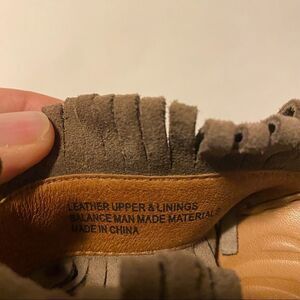 LEATHER UPPER & LININGS
BALANCE MAN MADE MATERIALS
MADE IN CHINA